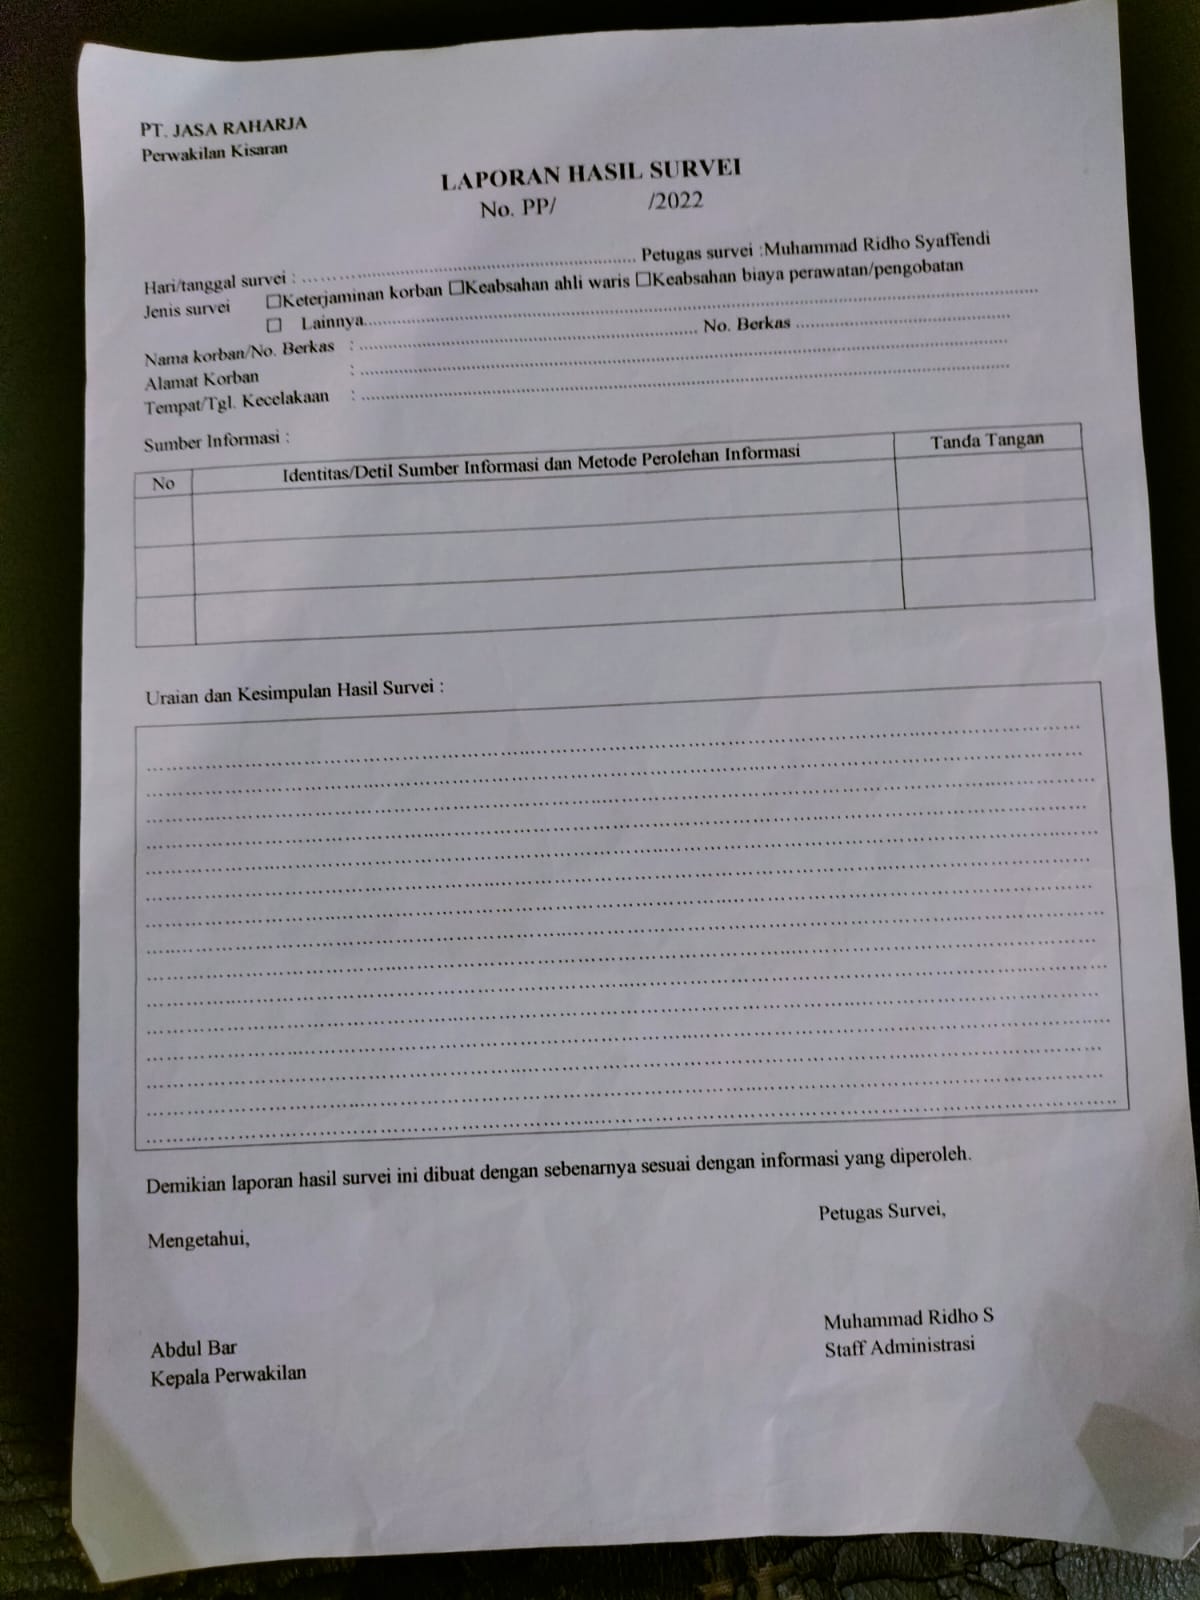 PT. JASA RAHARJA
Perwakilan Kisaran
LAPORAN HASIL SURVEI
No. PP/ /2022
Hari/tanggal survei : .......................................................... Petugas survei :Muhammad Ridho Syaffendi
Jenis survei ☐Keterjaminan korban ☐Keabsahan ahli waris ☐Keabsahan biaya perawatan/pengobatan
☐ Lainnya..........................................................................................................
Nama korban/No. Berkas : .......................................................... No. Berkas ....................................
Alamat Korban : ..........................................................................................................
Tempat/Tgl. Kecelakaan : ..........................................................................................................
Sumber Informasi :
No Identitas/Detil Sumber Informasi dan Metode Perolehan Informasi Tanda Tangan
Uraian dan Kesimpulan Hasil Survei :
Demikian laporan hasil survei ini dibuat dengan sebenarnya sesuai dengan informasi yang diperoleh.
Petugas Survei,
Mengetahui,
Muhammad Ridho S
Staff Administrasi
Abdul Bar
Kepala Perwakilan